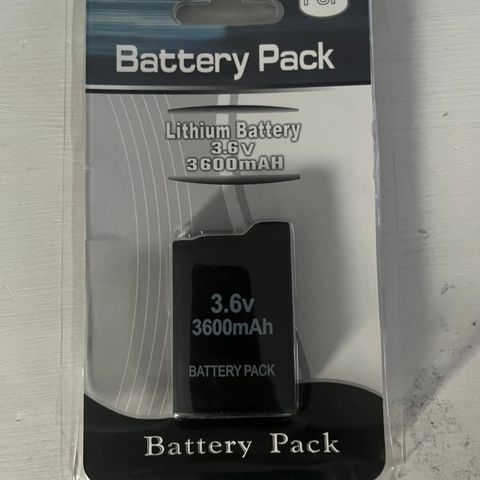 Battery Pack
Lithium Battery
3.6V
3600mAH
3.6v
3600mAh
BATTERY PACK
Battery Pack